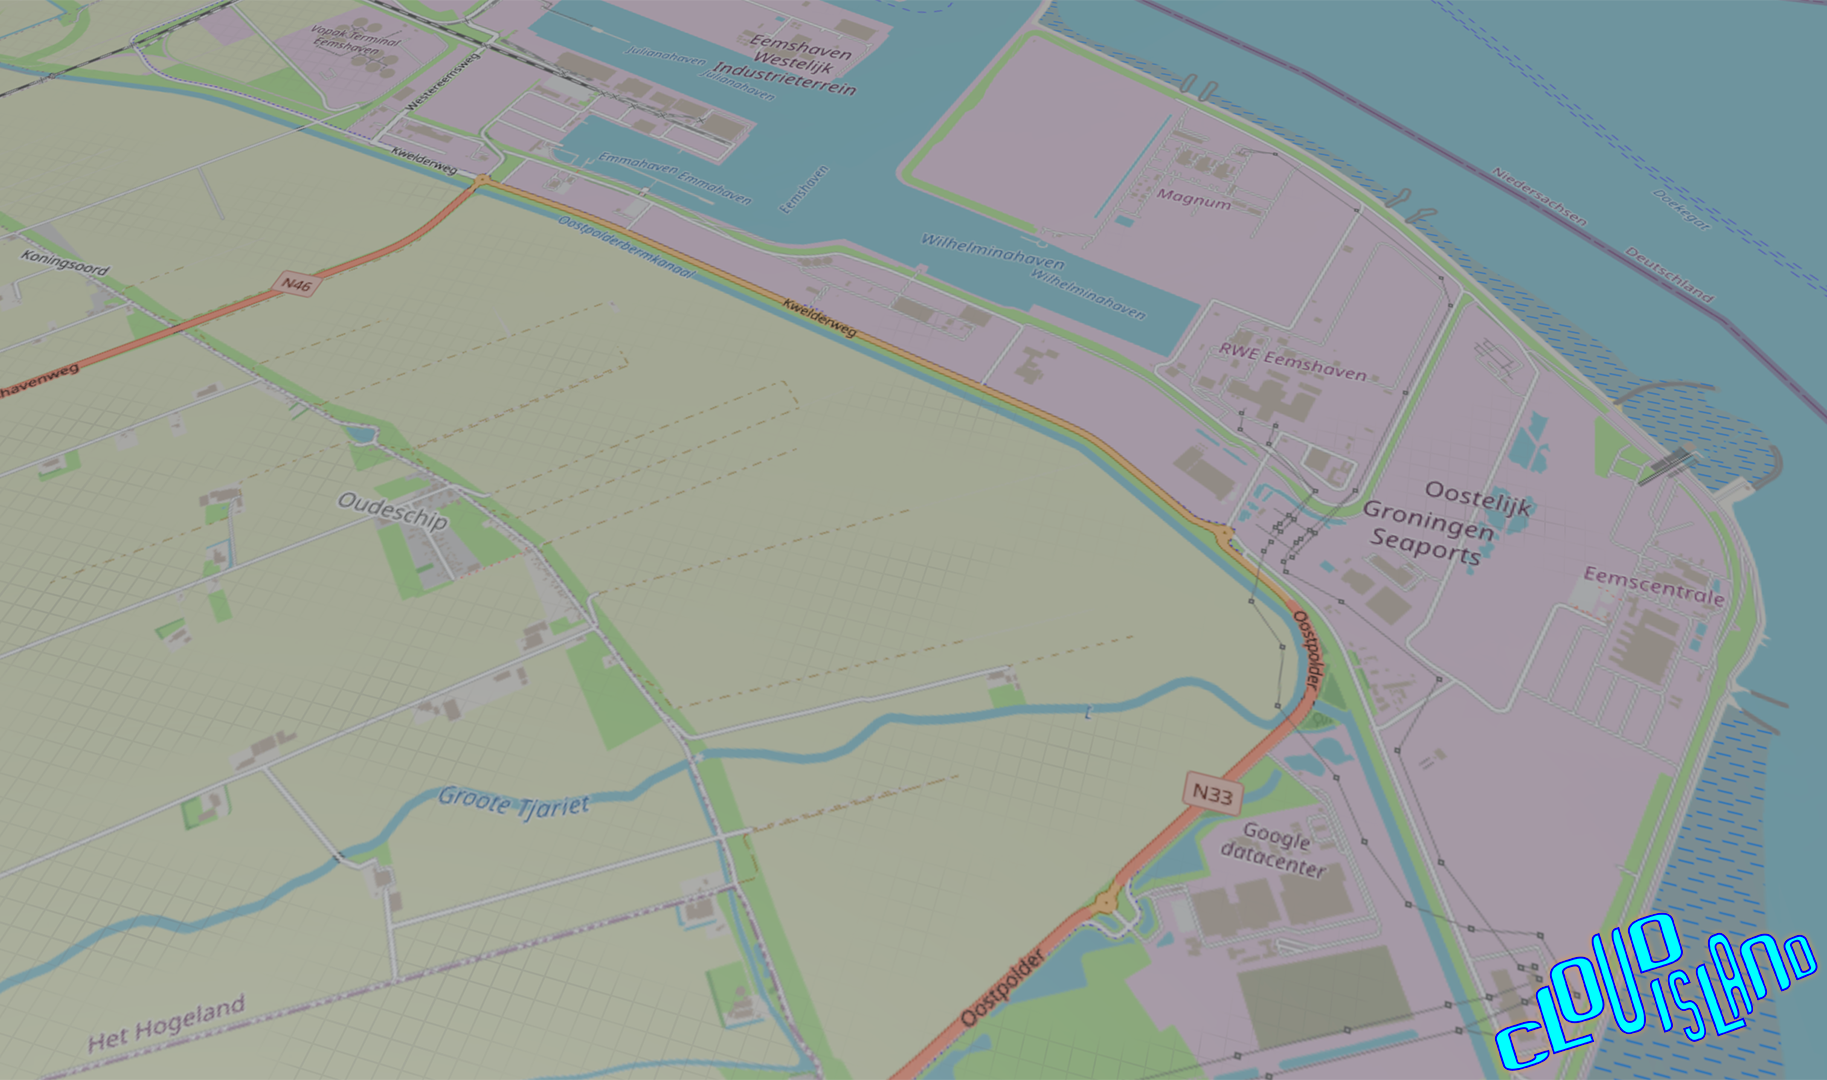 Vopak Terminal
Eemshaven
Westereemsweg
Kwelderweg
Julianahaven
Julianahaven
Eemshaven
Westelijk
Industrieterrein
Emmahaven
Emmahaven
Eemshaven
Oostpolderbermkanaal
Wilhelminahaven
Wilhelminahaven
Magnum
Niedersachsen
Deutschland
Doekegat
Koningsoord
N46
havenweg
Kwelderweg
RWE Eemshaven
Oudeschip
Oostelijk
Groningen
Seaports
Eemscentrale
Oostpolder
Groote Tjariet
N33
Google
datacenter
Oostpolder
Het Hogeland
CLOUD
ISLAND